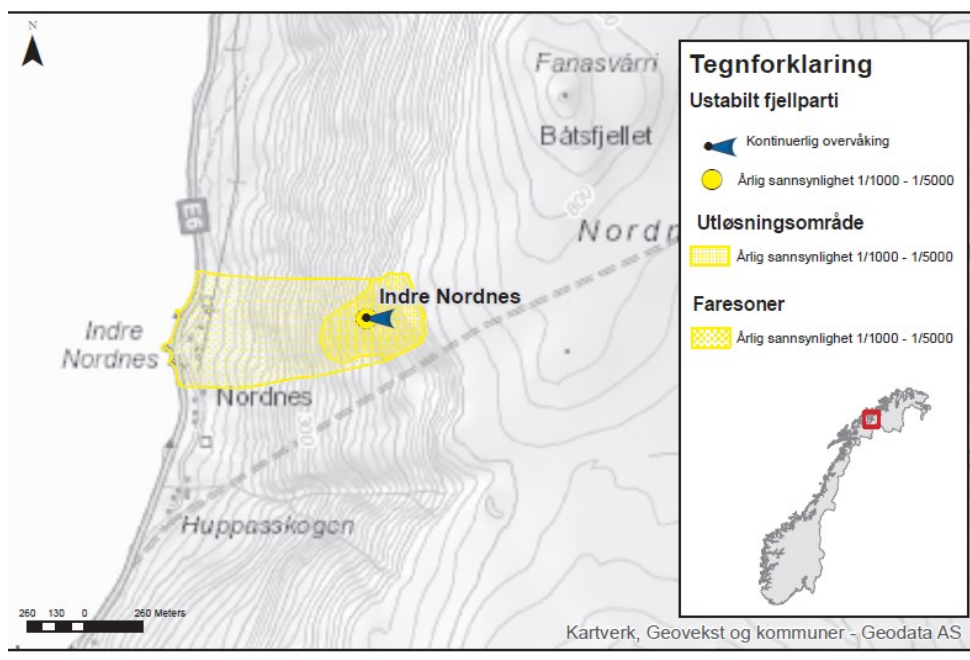 N
Fanasvárri
Båtsfjellet
800
Nordn
E6
Indre Nordnes
Indre
Nordnes
Nordnes
300
Huppasskogen
260 130 0 260 Meters
Tegnforklaring
Ustabilt fjellparti
Kontinuerlig overvåking
Årlig sannsynlighet 1/1000 - 1/5000
Utløsningsområde
Årlig sannsynlighet 1/1000 - 1/5000
Faresoner
Årlig sannsynlighet 1/1000 - 1/5000
Kartverk, Geovekst og kommuner - Geodata AS